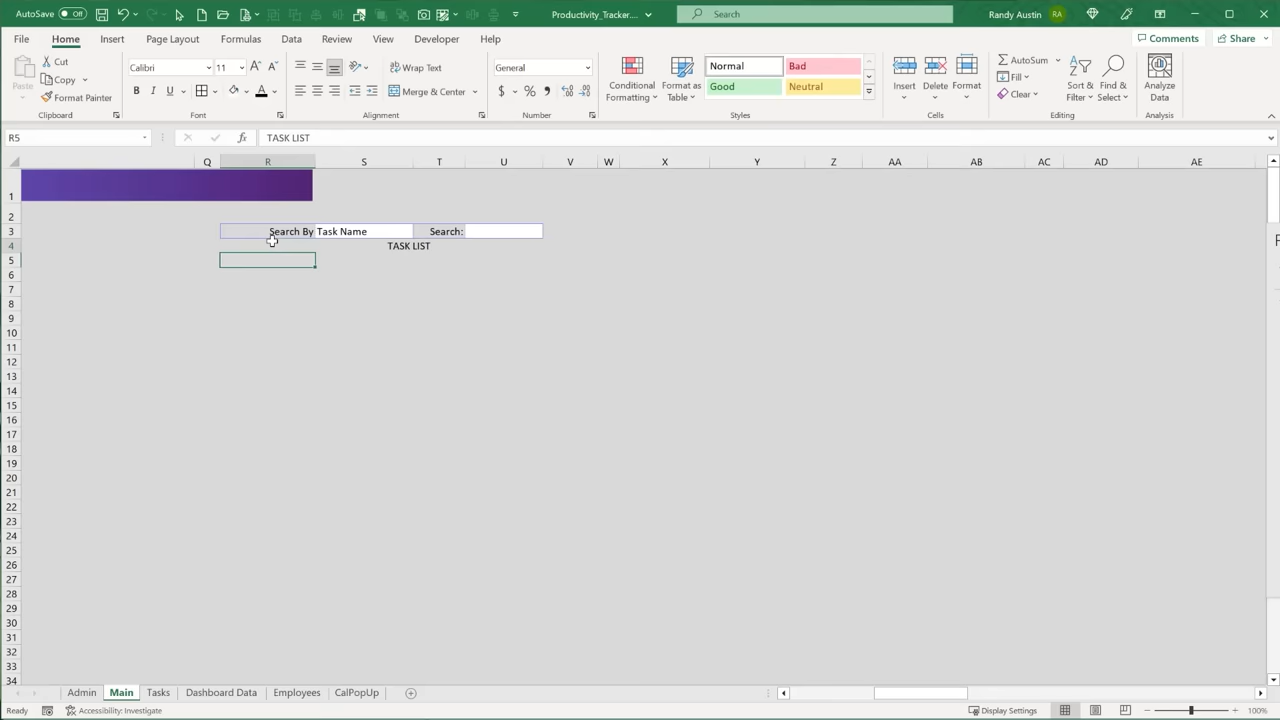 AutoSave Off
Productivity_Tracker....
Search
Randy Austin
RA
File Home Insert Page Layout Formulas Data Review View Developer Help
Comments Share
Paste
Cut
Copy
Format Painter
Clipboard
Calibri 11
B I U
Font
Wrap Text
Merge & Center
Alignment
General
$ % 9
Number
Conditional Formatting
Format as Table
Normal Bad
Good Neutral
Styles
Insert Delete Format
Cells
AutoSum
Fill
Clear
Sort & Filter
Find & Select
Editing
Analyze Data
Analysis
R5 fx TASK LIST
Q R S T U V W X Y Z AA AB AC AD AE
1
2
3 Search By Task Name Search:
4 TASK LIST
5
6
7
8
9
10
11
12
13
14
15
16
17
18
19
20
21
22
23
24
25
26
27
28
29
30
31
32
33
34
Admin Main Tasks Dashboard Data Employees CalPopUp
Ready Accessibility: Investigate Display Settings 100%